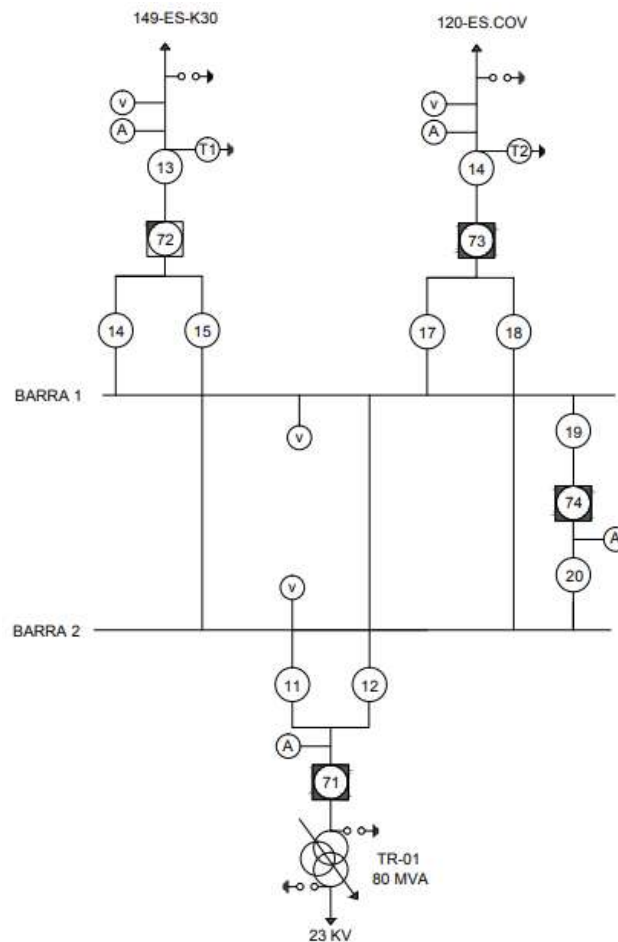 149-ES-K30
120-ES.COV
v
v
A
A
T1
T2
13
14
72
73
14
15
17
18
BARRA 1
19
v
74
A
20
v
BARRA 2
11
12
A
71
TR-01
80 MVA
23 KV